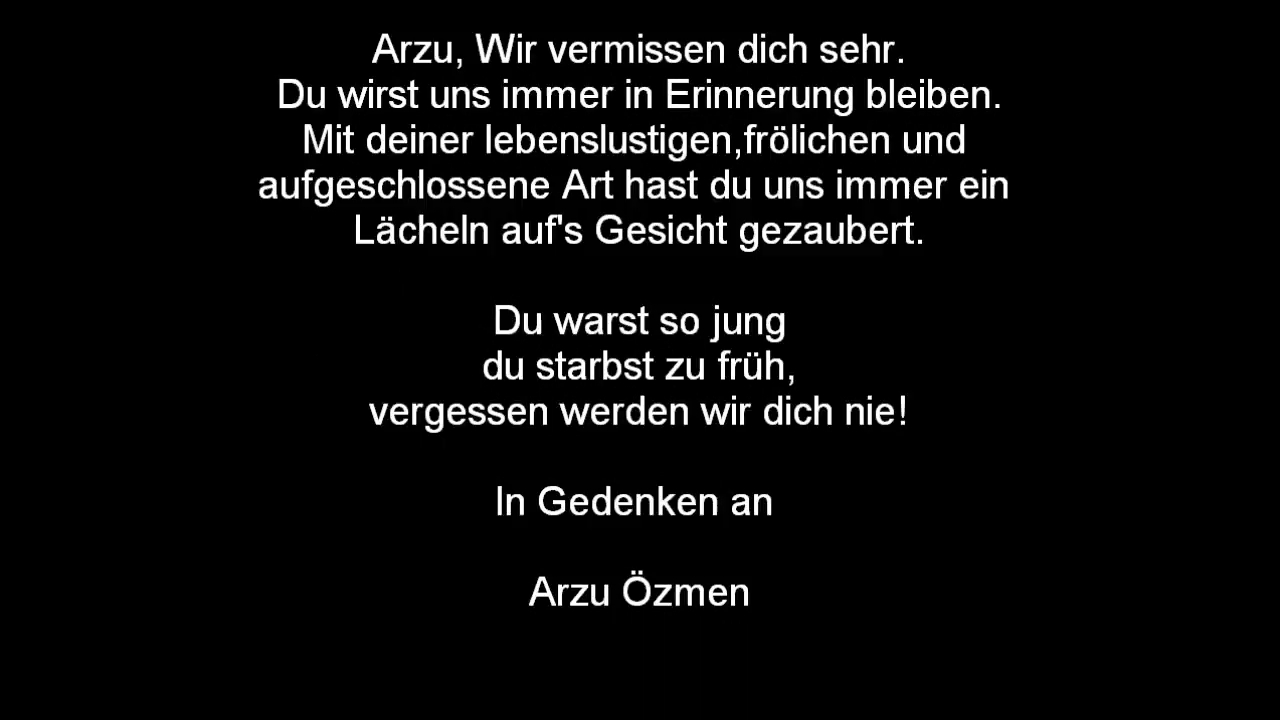 Arzu, Wir vermissen dich sehr.
Du wirst uns immer in Erinnerung bleiben.
Mit deiner lebenslustigen,frölichen und
aufgeschlossene Art hast du uns immer ein
Lächeln auf's Gesicht gezaubert.
Du warst so jung
du starbst zu früh,
vergessen werden wir dich nie!
In Gedenken an
Arzu Özmen